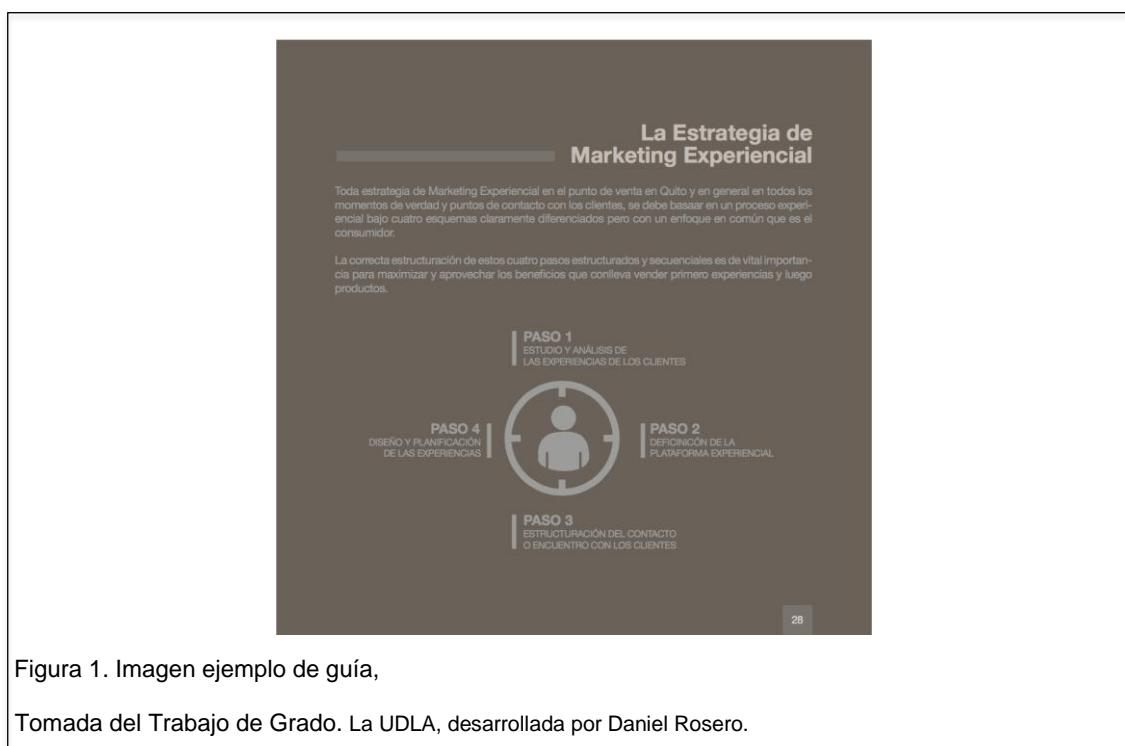 La Estrategia de
Marketing Experiencial
Toda estrategia de Marketing Experiencial en el punto de venta en Quito y en general en todos los
momentos de verdad y puntos de contacto con los clientes, se debe basaar en un proceso experi-
encial bajo cuatro esquemas claramente diferenciados pero con un enfoque en común que es el
consumidor.
La correcta estructuración de estos cuatro pasos estructurados y secuenciales es de vital importan-
cia para maximizar y aprovechar los beneficios que conlleva vender primero experiencias y luego
productos.
PASO 1
ESTUDIO Y ANÁLISIS DE
LAS EXPERIENCIAS DE LOS CLIENTES
PASO 4
DISEÑO Y PLANIFICACIÓN
DE LAS EXPERIENCIAS
PASO 2
DEFICINICÓN DE LA
PLATAFORMA EXPERIENCIAL
PASO 3
ESTRUCTURACIÓN DEL CONTACTO
O ENCUENTRO CON LOS CLIENTES
28
Figura 1. Imagen ejemplo de guía,
Tomada del Trabajo de Grado. La UDLA, desarrollada por Daniel Rosero.